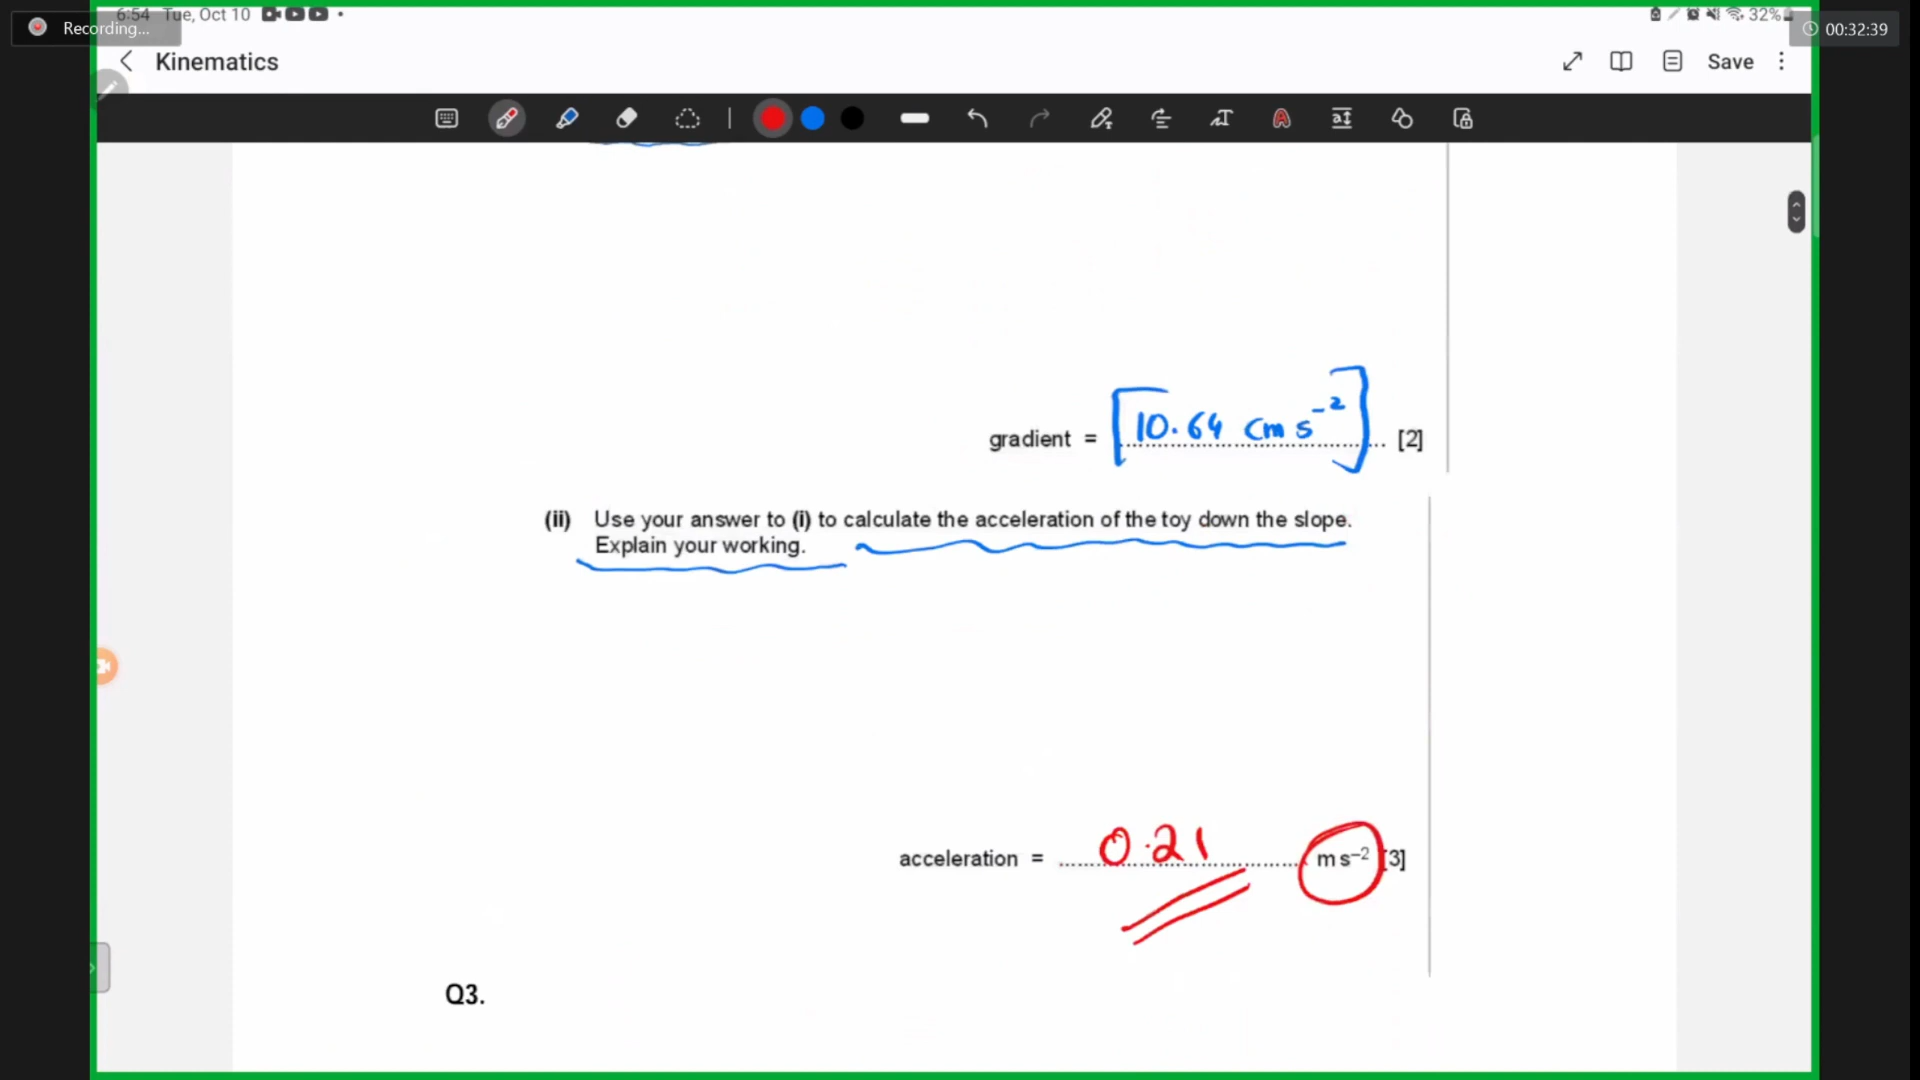 6:54 Tue, Oct 10
32%
Recording...
00:32:39
Kinematics
Save
gradient = [10.64 cm s⁻²] [2]
(ii) Use your answer to (i) to calculate the acceleration of the toy down the slope.
Explain your working.
acceleration = 0.21 m s⁻² [3]
Q3.